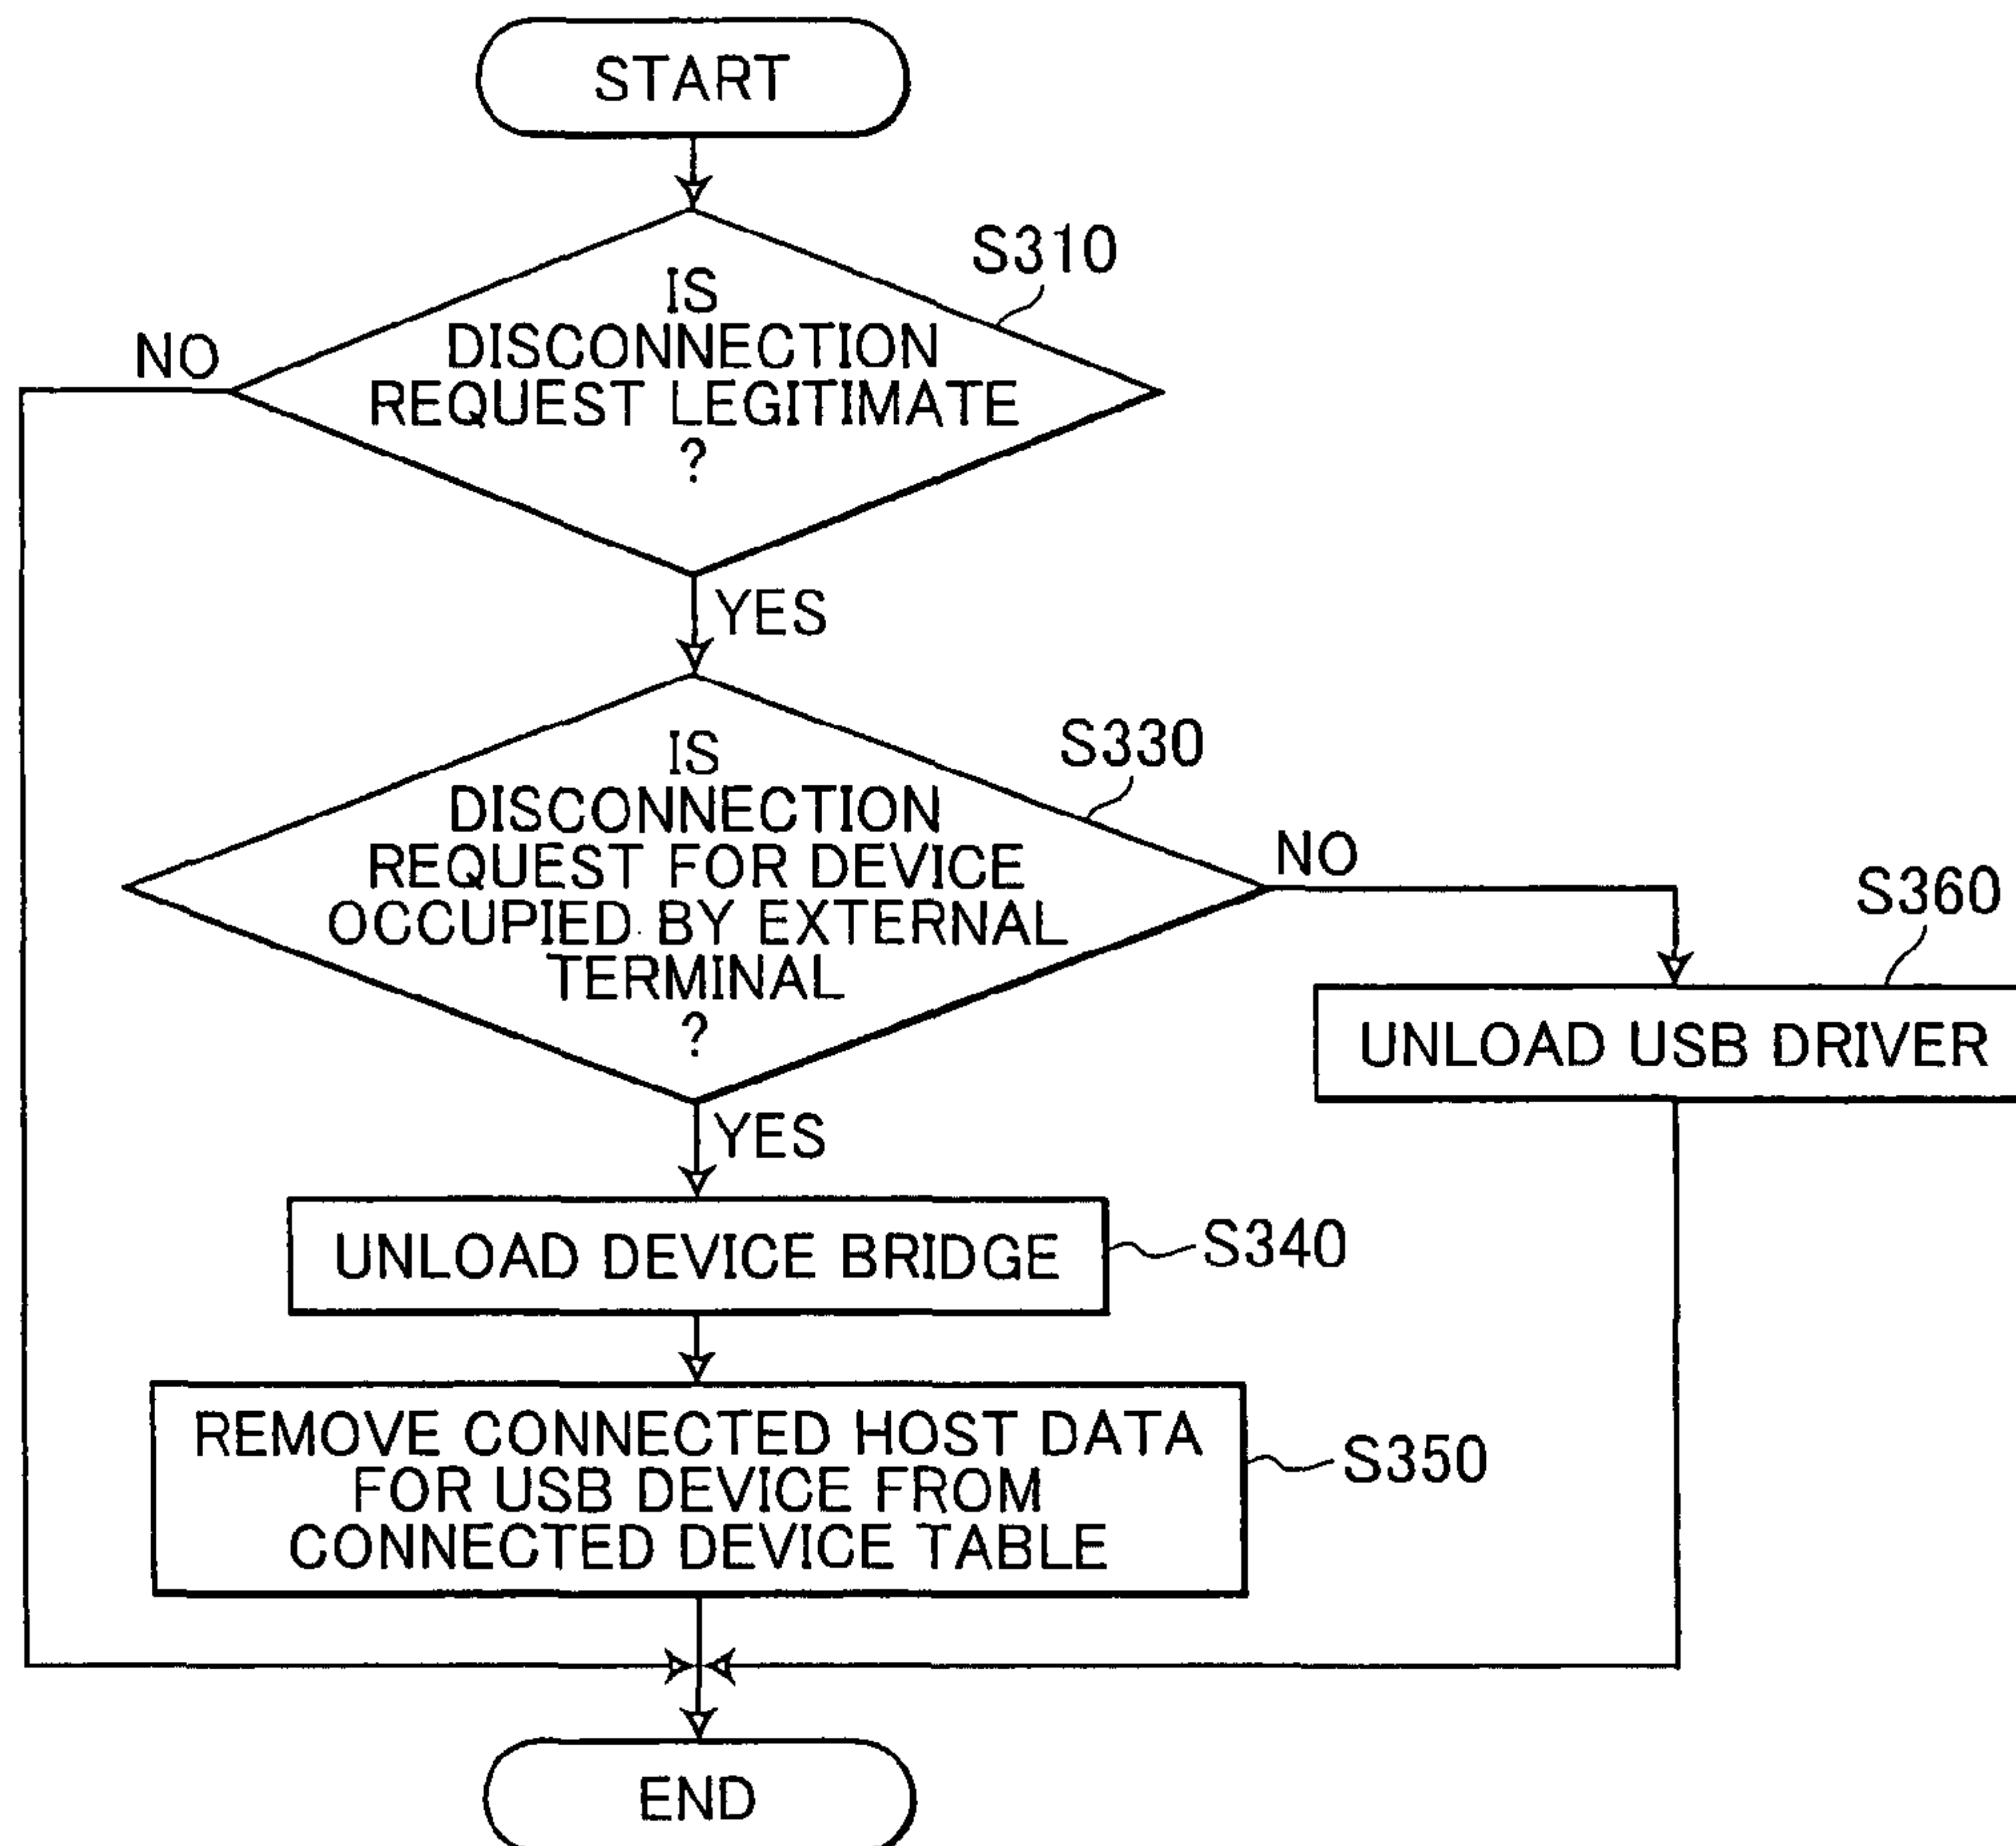 START
S310
IS
DISCONNECTION
REQUEST LEGITIMATE
?
NO
YES
S330
IS
DISCONNECTION
REQUEST FOR DEVICE
OCCUPIED BY EXTERNAL
TERMINAL
?
NO
S360
UNLOAD USB DRIVER
YES
UNLOAD DEVICE BRIDGE
S340
REMOVE CONNECTED HOST DATA
FOR USB DEVICE FROM
CONNECTED DEVICE TABLE
S350
END